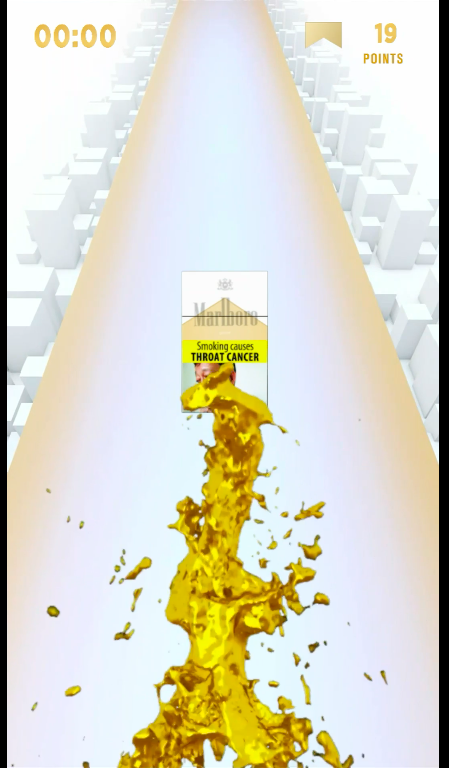 00:00
19
POINTS
Marlboro
Smoking causes
THROAT CANCER